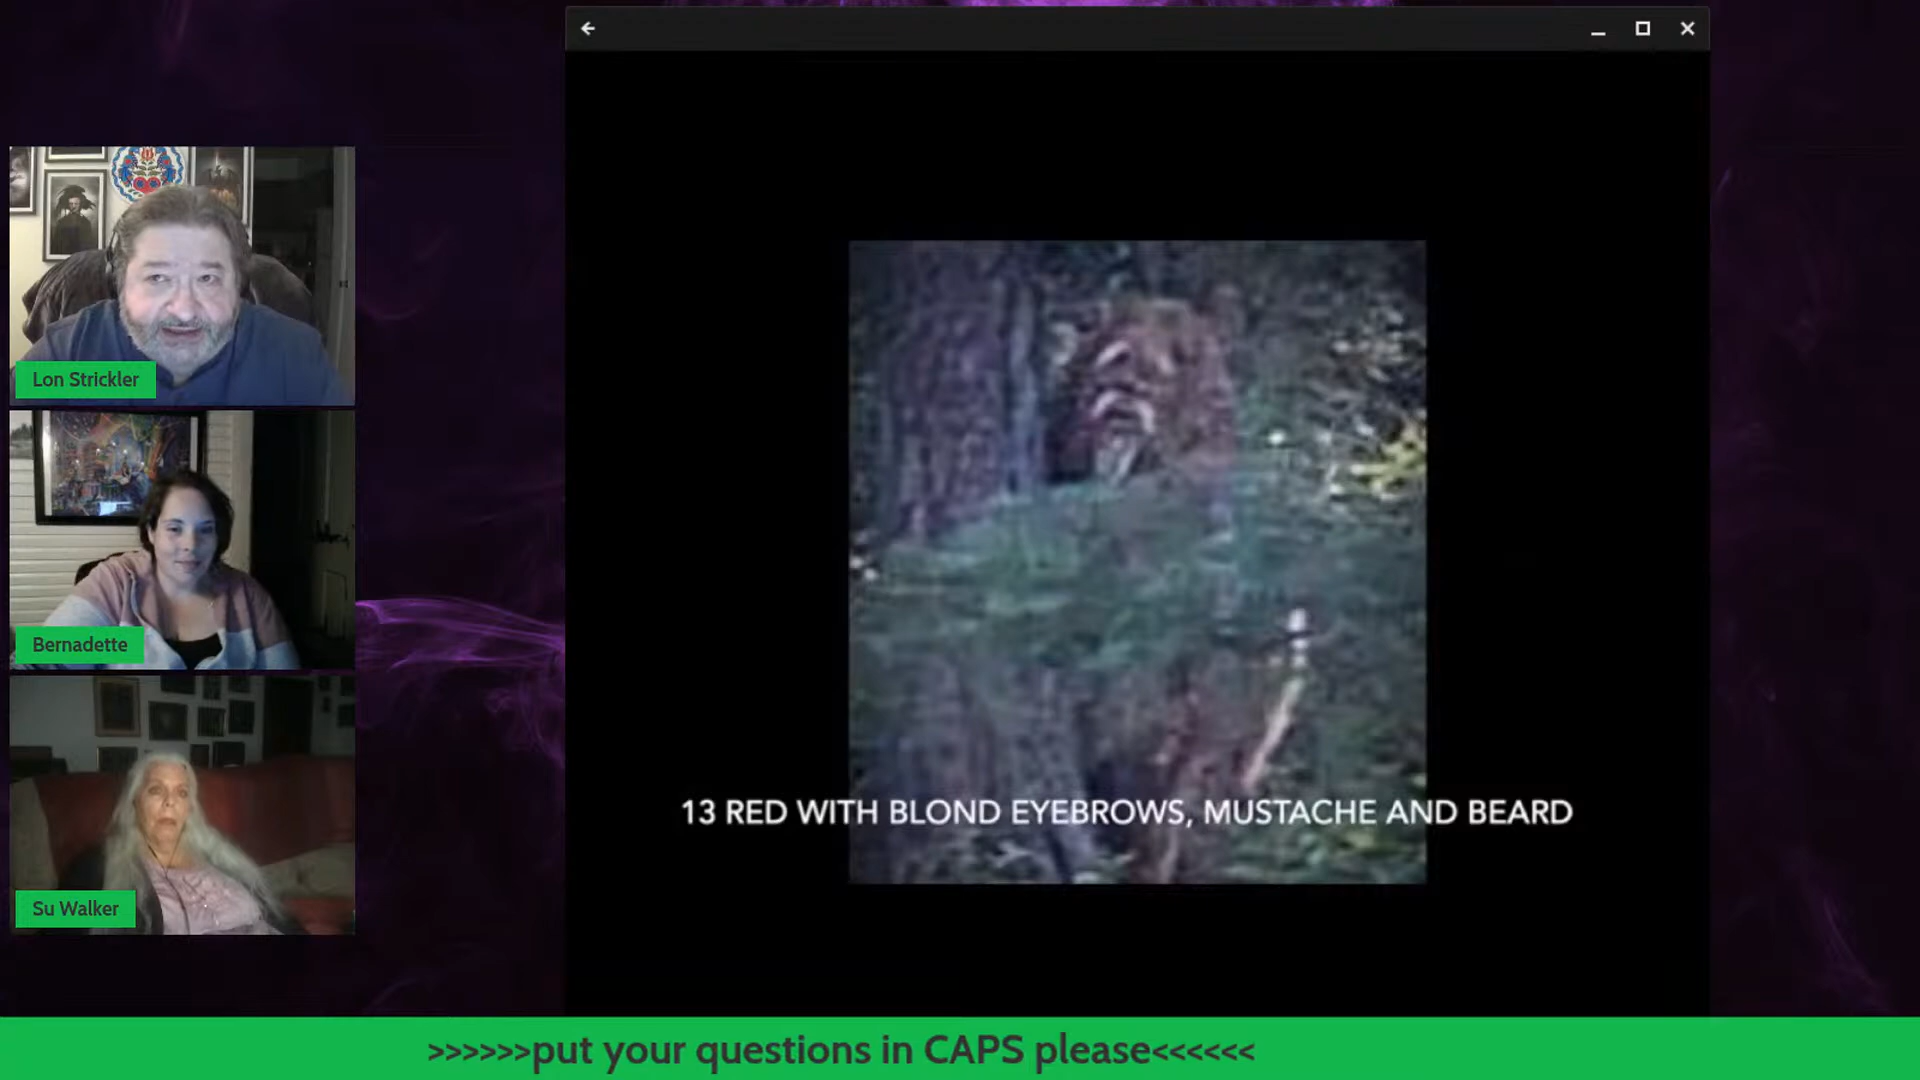 Lon Strickler
Bernadette
Su Walker
13 RED WITH BLOND EYEBROWS, MUSTACHE AND BEARD
>>>>>>put your questions in CAPS please<<<<<<